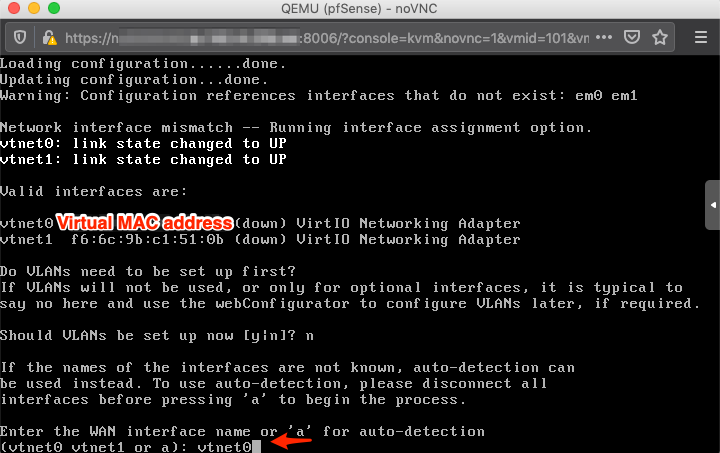 QEMU (pfSense) - noVNC
https://n :8006/?console=kvm&novnc=1&vmid=101&vn
Loading configuration......done.
Updating configuration...done.
Warning: Configuration references interfaces that do not exist: em0 em1
Network interface mismatch -- Running interface assignment option.
vtnet0: link state changed to UP
vtnet1: link state changed to UP
Valid interfaces are:
vtnet0 Virtual MAC address (down) VirtIO Networking Adapter
vtnet1 f6:6c:9b:c1:51:0b (down) VirtIO Networking Adapter
Do VLANs need to be set up first?
If VLANs will not be used, or only for optional interfaces, it is typical to
say no here and use the webConfigurator to configure VLANs later, if required.
Should VLANs be set up now [y|n]? n
If the names of the interfaces are not known, auto-detection can
be used instead. To use auto-detection, please disconnect all
interfaces before pressing 'a' to begin the process.
Enter the WAN interface name or 'a' for auto-detection
(vtnet0 vtnet1 or a): vtnet0